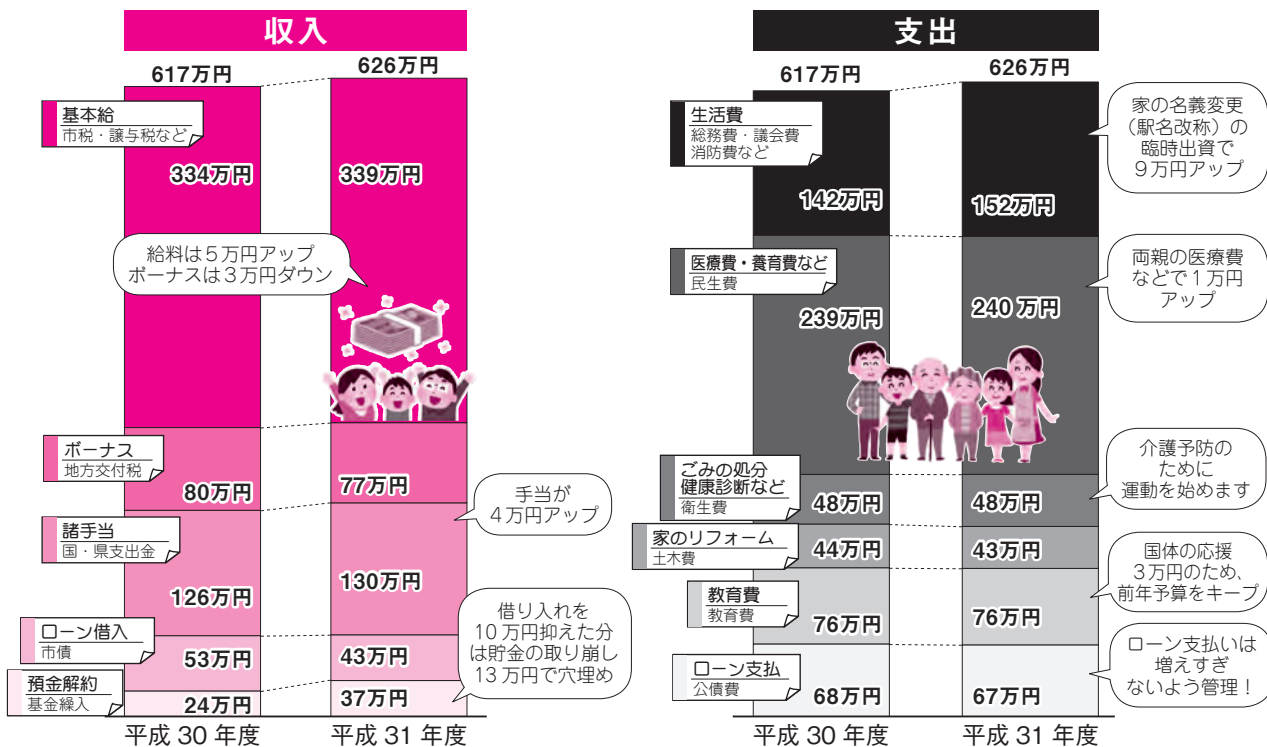 収入
617万円
626万円
基本給
市税・譲与税など
334万円
339万円
給料は５万円アップ
ボーナスは３万円ダウン
ボーナス
地方交付税
80万円
77万円
手当が
４万円アップ
諸手当
国・県支出金
126万円
130万円
借り入れを
10万円抑えた分
は貯金の取り崩し
13万円で穴埋め
ローン借入
市債
53万円
43万円
預金解約
基金繰入
24万円
37万円
平成 30 年度
平成 31 年度
支出
617万円
626万円
生活費
総務費・議会費
消防費など
142万円
152万円
家の名義変更
（駅名改称）の
臨時出資で
９万円アップ
医療費・養育費など
民生費
239万円
240 万円
両親の医療費
などで１万円
アップ
ごみの処分
健康診断など
衛生費
48万円
48万円
介護予防の
ために
運動を始めます
家のリフォーム
土木費
44万円
43万円
国体の応援
３万円のため、
前年予算をキープ
教育費
教育費
76万円
76万円
ローン支払
公債費
68万円
67万円
ローン支払いは
増えすぎ
ないよう管理！
平成 30 年度
平成 31 年度